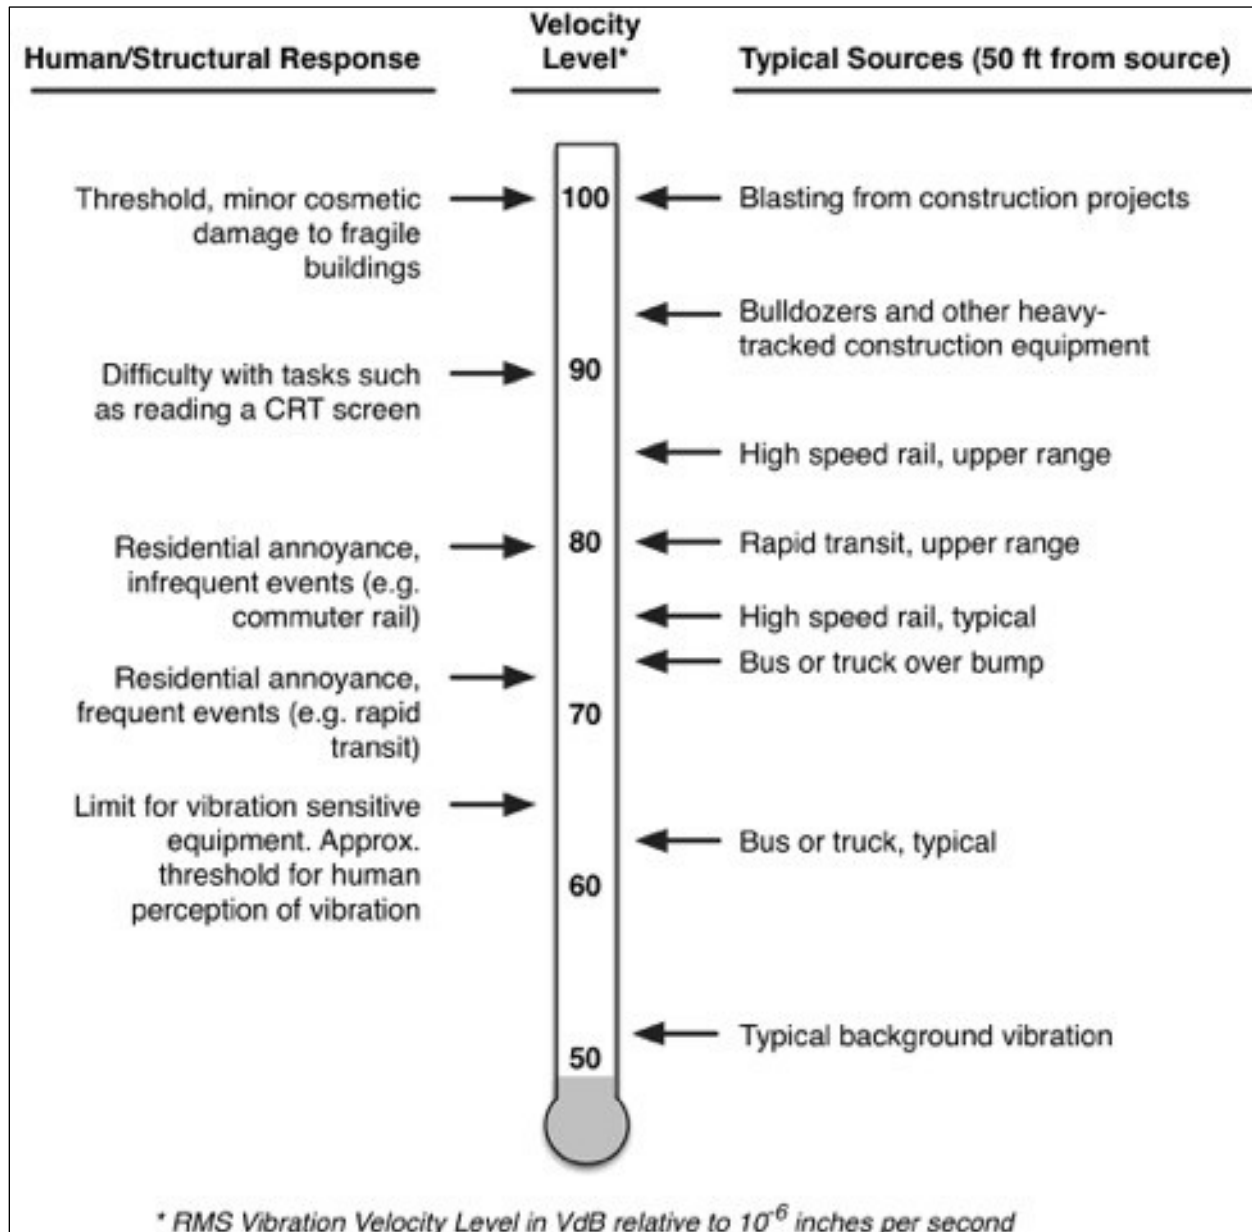 Human/Structural Response
Velocity
Level*
Typical Sources (50 ft from source)
Threshold, minor cosmetic
damage to fragile
buildings
100
Blasting from construction projects
Bulldozers and other heavy-
tracked construction equipment
Difficulty with tasks such
as reading a CRT screen
90
High speed rail, upper range
Residential annoyance,
infrequent events (e.g.
commuter rail)
80
Rapid transit, upper range
High speed rail, typical
Bus or truck over bump
Residential annoyance,
frequent events (e.g. rapid
transit)
70
Limit for vibration sensitive
equipment. Approx.
threshold for human
perception of vibration
Bus or truck, typical
60
Typical background vibration
50
* RMS Vibration Velocity Level in VdB relative to 10⁻⁶ inches per second